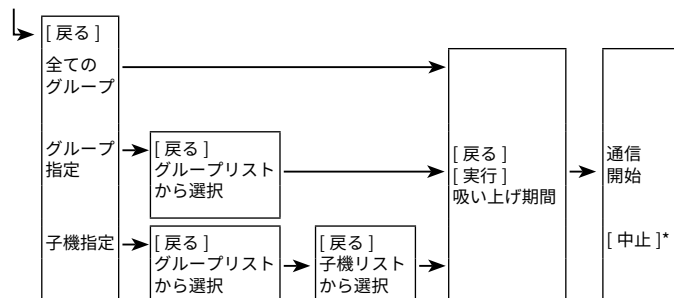 [ 戻る ]
全ての
グループ
グループ
指定
[ 戻る ]
グループリスト
から選択
子機指定
[ 戻る ]
グループリスト
から選択
[ 戻る ]
子機リスト
から選択
[ 戻る ]
[ 実行 ]
吸い上げ期間
通信
開始
[ 中止 ]*